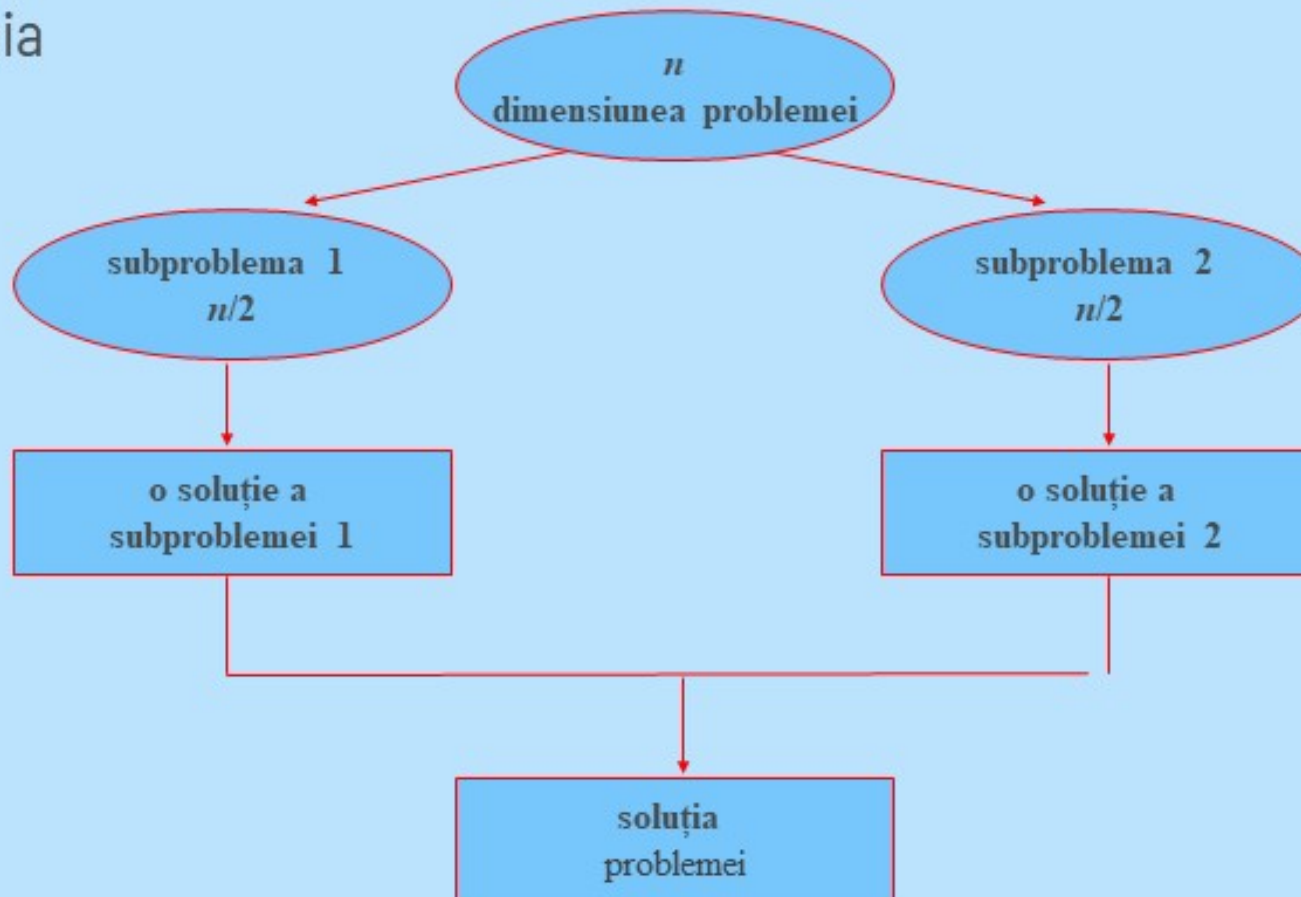 ia
n
dimensiunea problemei
subproblema 1
n/2
subproblema 2
n/2
o soluție a
subproblemei 1
o soluție a
subproblemei 2
soluția
problemei